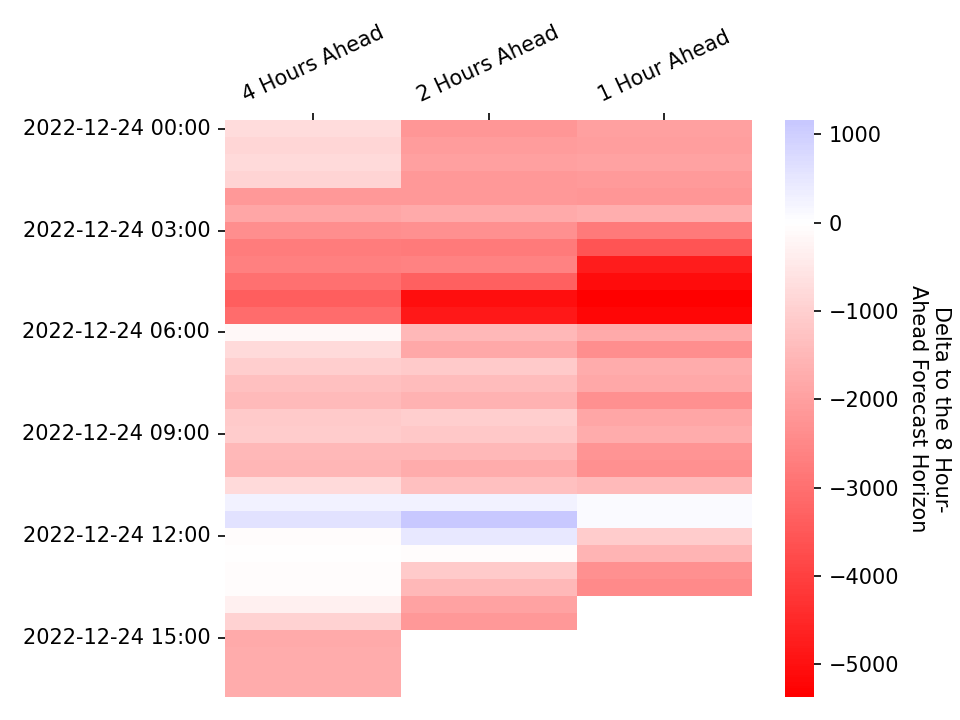 4 Hours Ahead
2 Hours Ahead
1 Hour Ahead
2022-12-24 00:00
2022-12-24 03:00
2022-12-24 06:00
2022-12-24 09:00
2022-12-24 12:00
2022-12-24 15:00
1000
0
−1000
−2000
−3000
−4000
−5000
Delta to the 8 Hour-
Ahead Forecast Horizon